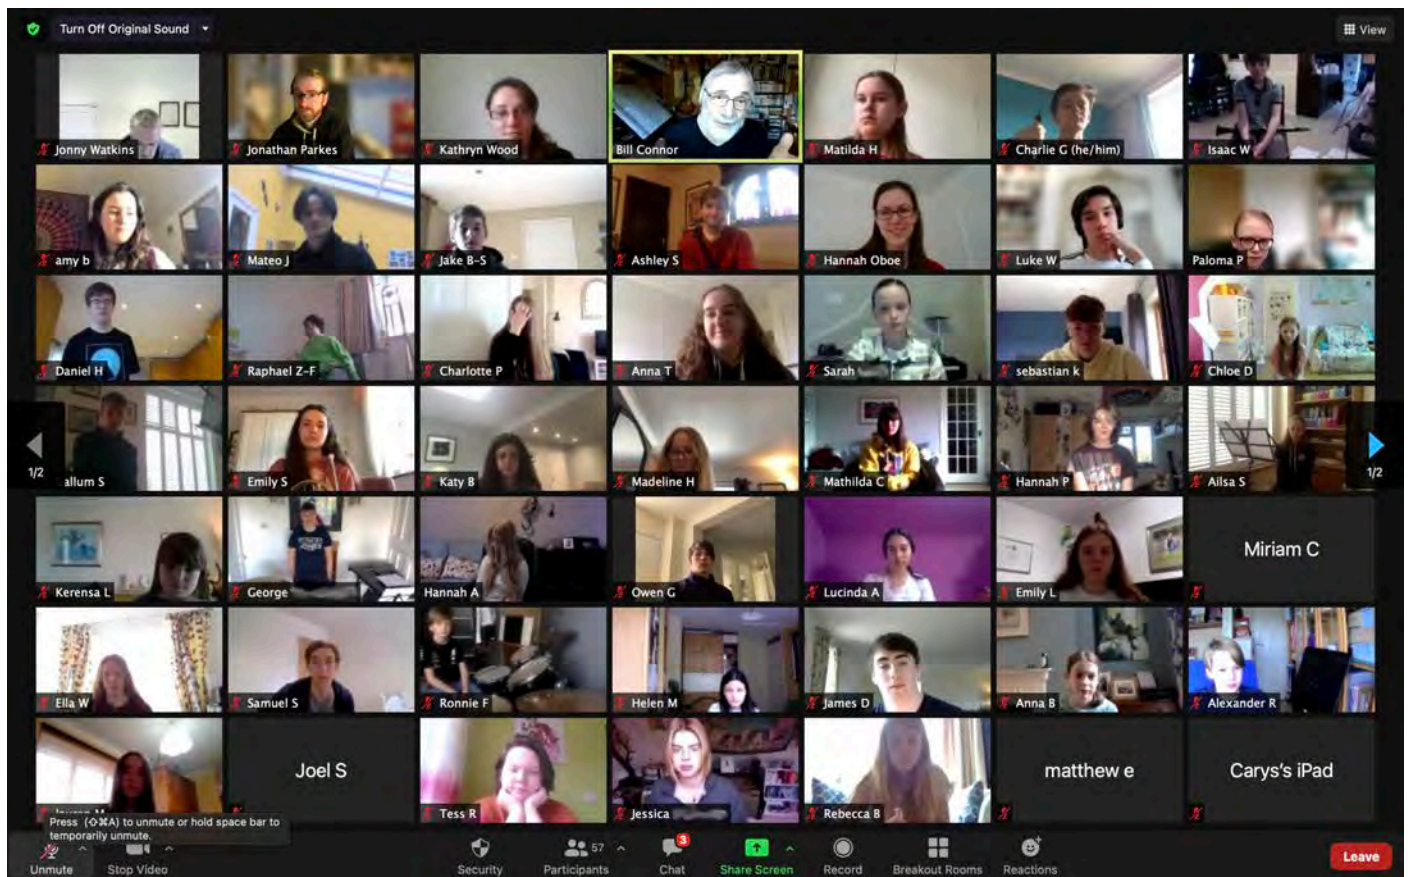 Turn Off Original Sound
View
Jonny Watkins
Jonathan Parkes
Kathryn Wood
Bill Connor
Matilda H
Charlie G (he/him)
Isaac W
amy b
Mateo J
Jake B-S
Ashley S
Hannah Oboe
Luke W
Paloma P
Daniel H
Raphael Z-F
Charlotte P
Anna T
Sarah
sebastian k
Chloe D
1/2
allum S
Emily S
Katy B
Madeline H
Mathilda C
Hannah P
Ailsa S
1/2
Kerensa L
George
Hannah A
Owen G
Lucinda A
Emily L
Miriam C
Ella W
Samuel S
Ronnie F
Helen M
James D
Anna B
Alexander R
Joel S
Tess R
Jessica
Rebecca B
matthew e
Carys's iPad
Press (⇧⌘A) to unmute or hold space bar to
temporarily unmute.
Unmute
Stop Video
Security
Participants
57
Chat
3
Share Screen
Record
Breakout Rooms
Reactions
Leave